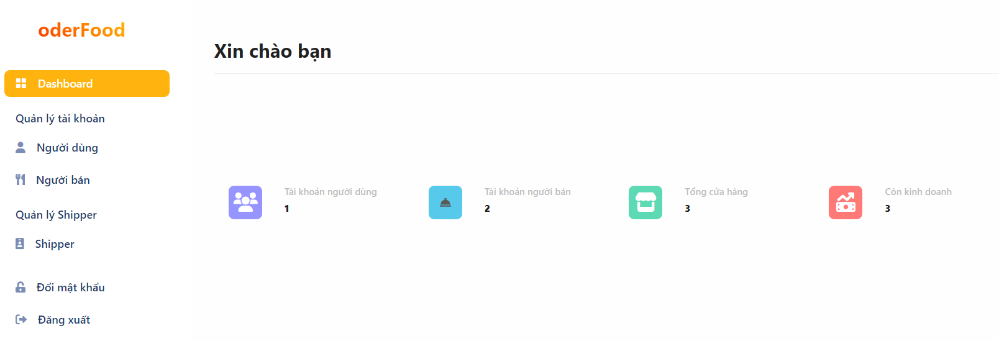 oderFood
Dashboard
Quản lý tài khoản
Người dùng
Người bán
Quản lý Shipper
Shipper
Đổi mật khẩu
Đăng xuất
Xin chào bạn
Tài khoản người dùng
1
Tài khoản người bán
2
Tổng cửa hàng
3
Còn kinh doanh
3